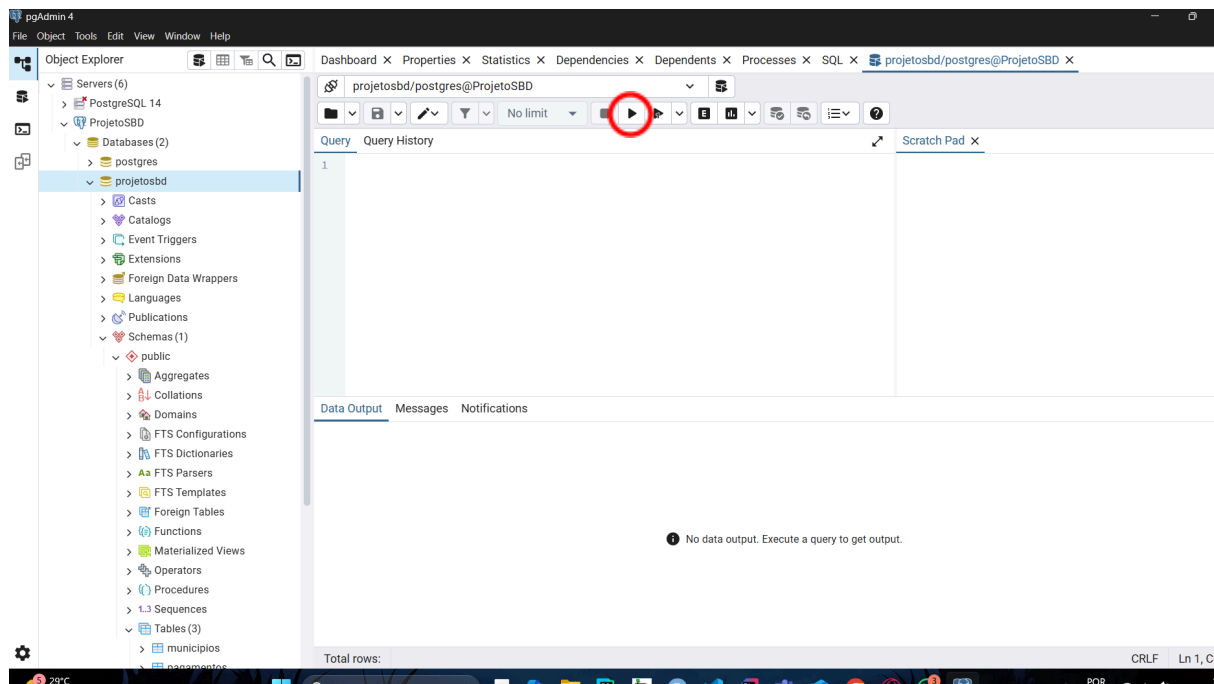 pgAdmin 4
File Object Tools Edit View Window Help
Object Explorer
Dashboard Properties Statistics Dependencies Dependents Processes SQL projetosbd/postgres@ProjetoSBD
Servers (6)
PostgreSQL 14
ProjetoSBD
Databases (2)
postgres
projetosbd
Casts
Catalogs
Event Triggers
Extensions
Foreign Data Wrappers
Languages
Publications
Schemas (1)
public
Aggregates
Collations
Domains
FTS Configurations
FTS Dictionaries
Aa FTS Parsers
FTS Templates
Foreign Tables
Functions
Materialized Views
Operators
Procedures
1..3 Sequences
Tables (3)
municipios
pagamentos
projetosbd/postgres@ProjetoSBD
No limit
E
Query Query History
Scratch Pad
1
Data Output Messages Notifications
No data output. Execute a query to get output.
Total rows:
CRLF Ln 1, C
5 29°C
3
POR